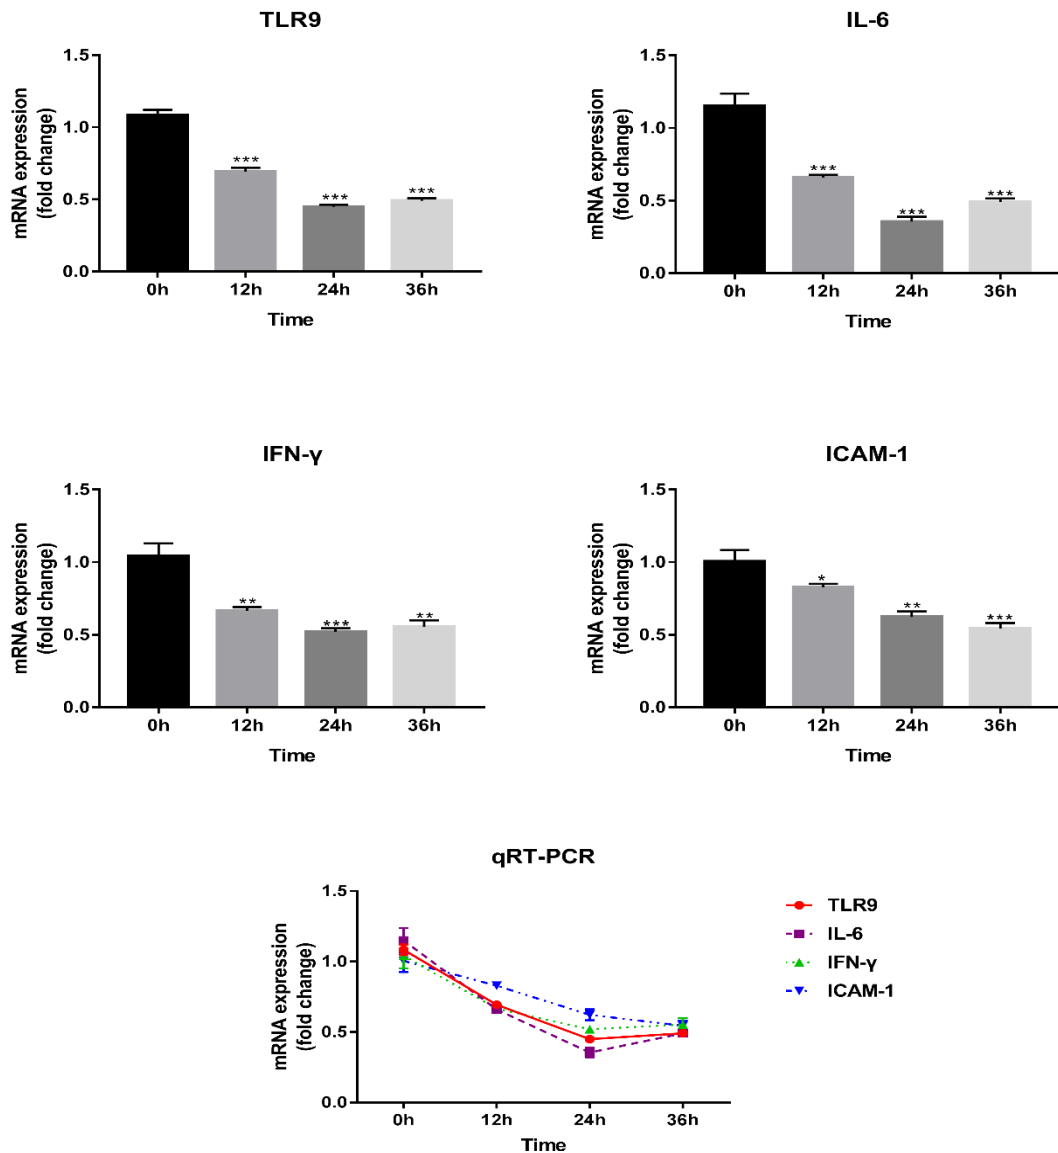 TLR9
mRNA expression
(fold change)
1.5
1.0
0.5
0.0
***
***
***
0h
12h
24h
36h
Time
IL-6
mRNA expression
(fold change)
1.5
1.0
0.5
0.0
***
***
***
0h
12h
24h
36h
Time
IFN-γ
mRNA expression
(fold change)
1.5
1.0
0.5
0.0
**
***
**
0h
12h
24h
36h
Time
ICAM-1
mRNA expression
(fold change)
1.5
1.0
0.5
0.0
*
**
***
0h
12h
24h
36h
Time
qRT-PCR
mRNA expression
(fold change)
1.5
1.0
0.5
0.0
0h
12h
24h
36h
Time
TLR9
IL-6
IFN-γ
ICAM-1